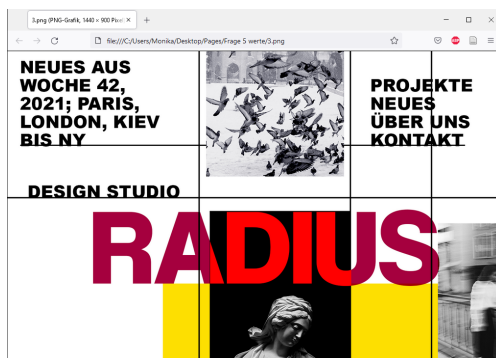 3.png (PNG-Grafik, 1440 × 900 Pixel)
file:///C:/Users/Monika/Desktop/Pages/Frage 5 werte/3.png
NEUES AUS
WOCHE 42,
2021; PARIS,
LONDON, KIEV
BIS NY
PROJEKTE
NEUES
ÜBER UNS
KONTAKT
DESIGN STUDIO
RADIUS